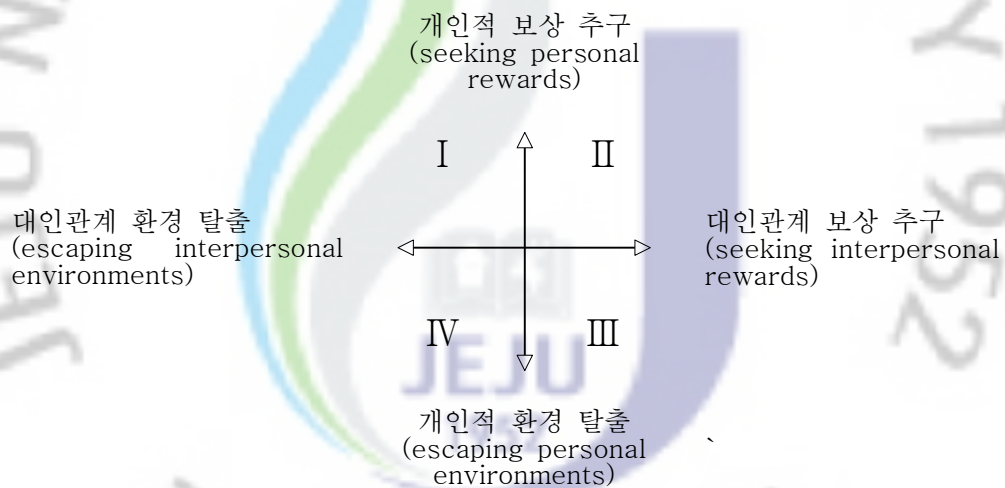 개인적 보상 추구
(seeking personal
rewards)
Ⅰ
Ⅱ
대인관계 환경 탈출
(escaping interpersonal
environments)
대인관계 보상 추구
(seeking interpersonal
rewards)
Ⅳ
Ⅲ
JEJU
1952
개인적 환경 탈출
(escaping personal
environments)
`
Y 1952